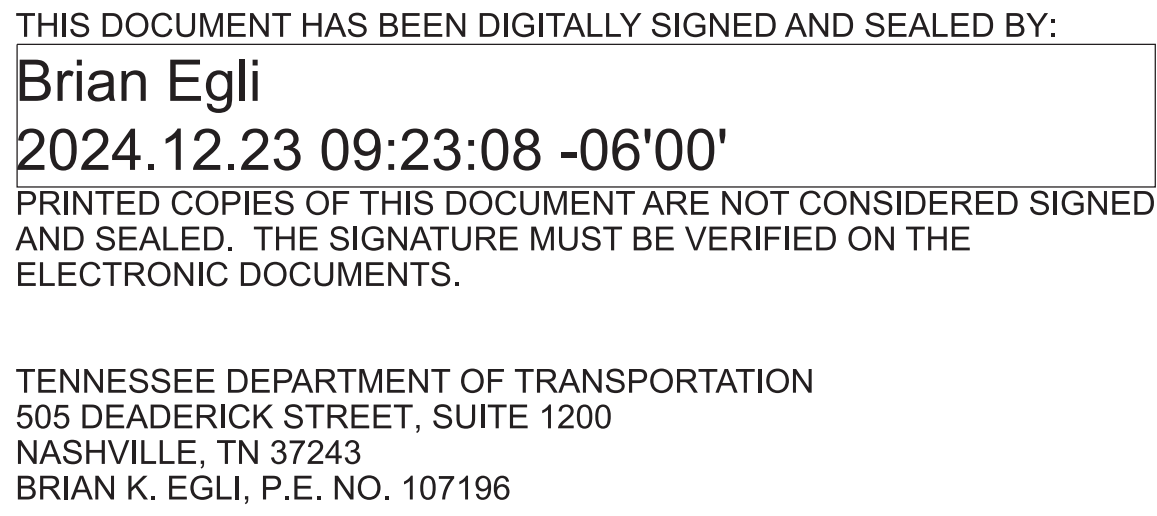 THIS DOCUMENT HAS BEEN DIGITALLY SIGNED AND SEALED BY:
Brian Egli
2024.12.23 09:23:08 -06'00'
PRINTED COPIES OF THIS DOCUMENT ARE NOT CONSIDERED SIGNED
AND SEALED.  THE SIGNATURE MUST BE VERIFIED ON THE
ELECTRONIC DOCUMENTS.
TENNESSEE DEPARTMENT OF TRANSPORTATION
505 DEADERICK STREET, SUITE 1200
NASHVILLE, TN 37243
BRIAN K. EGLI, P.E. NO. 107196